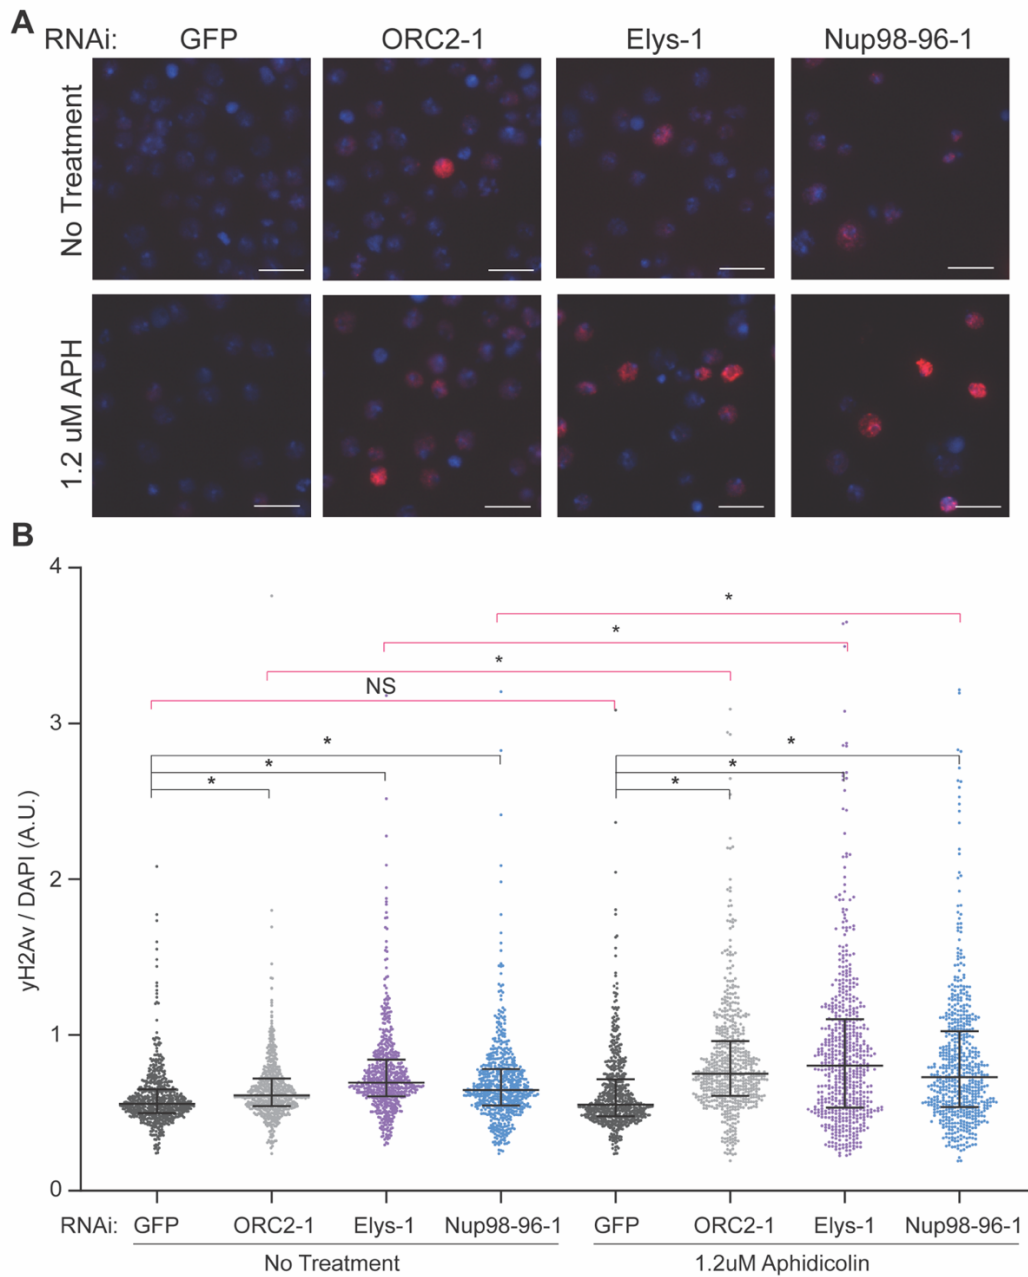 A
RNAi: GFP ORC2-1 Elys-1 Nup98-96-1
No Treatment
1.2 uM APH
B
4
3
2
1
0
γH2Av / DAPI (A.U.)
*
*
*
NS
*
*
*
*
*
*
RNAi: GFP ORC2-1 Elys-1 Nup98-96-1 GFP ORC2-1 Elys-1 Nup98-96-1
No Treatment 1.2uM Aphidicolin